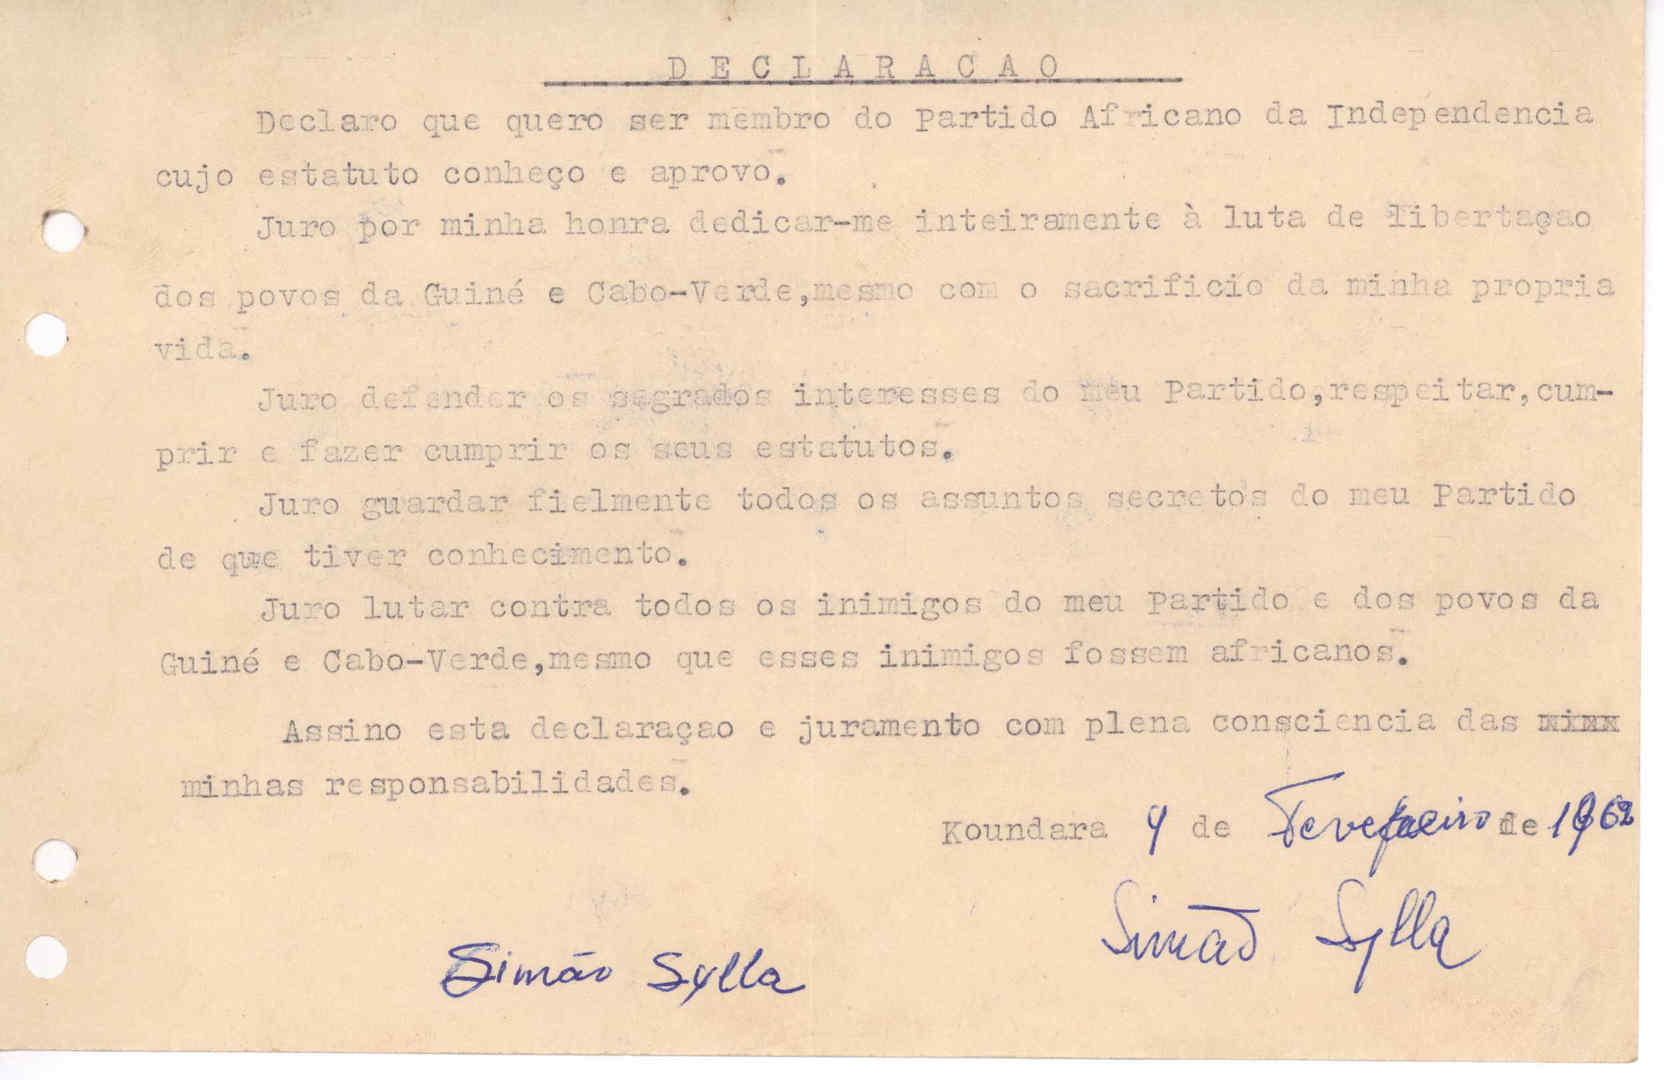 DECLARACAO
Declaro que quero ser membro do Partido Africano da Independencia
cujo estatuto conheço e aprovo.
Juro por minha honra dedicar-me inteiramente à luta de libertaçao
dos povos da Guiné e Cabo-Verde,mesmo com o sacrificio da minha propria
vida.
Juro defender os sagrados interesses do meu Partido,respeitar,cum-
prir e fazer cumprir os seus estatutos.
Juro guardar fielmente todos os assuntos secretos do meu Partido
de que tiver conhecimento.
Juro lutar contra todos os inimigos do meu Partido e dos povos da
Guiné e Cabo-Verde,mesmo que esses inimigos fossem africanos.
Assino esta declaraçao e juramento com plena consciencia das
minhas responsabilidades.
Koundara 9 de Fevereiro de 1962
Simão Sylla
Simão Sylla